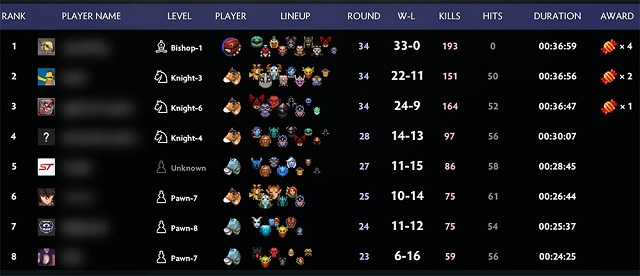 RANK PLAYER NAME LEVEL PLAYER LINEUP ROUND W-L KILLS HITS DURATION AWARD
1 Bishop-1 34 33-0 193 0 00:36:59 × 4
2 Knight-3 34 22-11 151 50 00:36:56 × 2
3 Knight-6 34 24-9 164 52 00:36:47 × 1
4 ? Knight-4 28 14-13 97 56 00:30:07
5 ST Unknown 27 11-15 86 58 00:28:45
6 Pawn-7 25 10-14 75 61 00:26:44
7 Pawn-8 24 11-12 75 54 00:25:37
8 Pawn-7 23 6-16 59 56 00:24:25